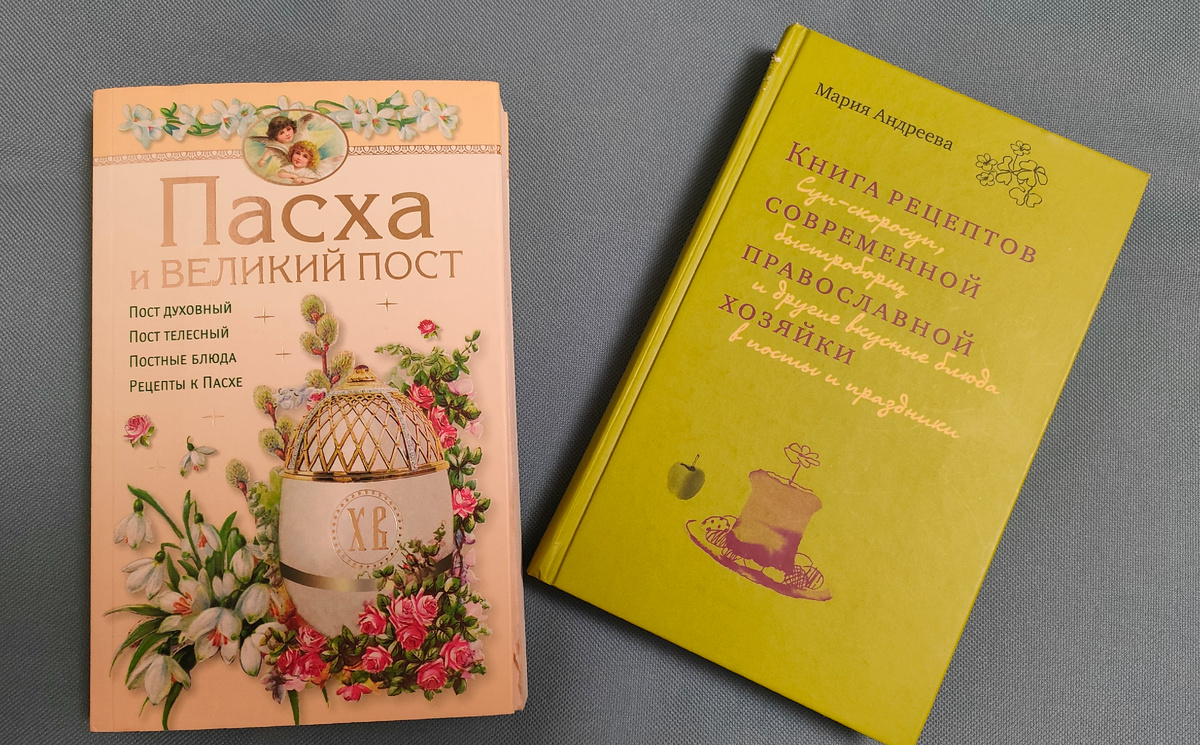 Пасха
и ВЕЛИКИЙ ПОСТ
Пост духовный
Пост телесный
Постные блюда
Рецепты к Пасхе
ХВ
Мария Андреева
Книга рецептов
Суп-скоросуп,
современной
быстроборщ
православной
и другие вкусные блюда
хозяйки
в посты и праздники